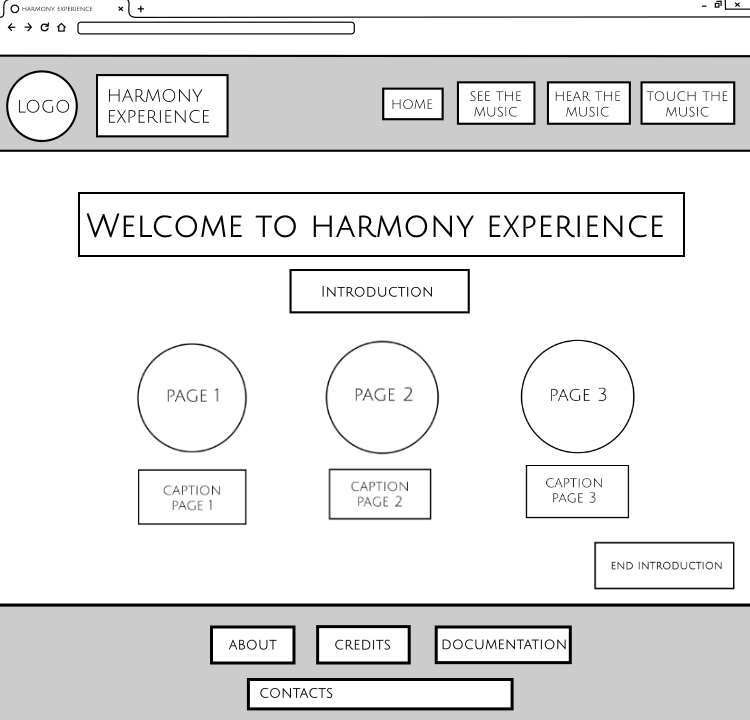 HARMONY EXPERIENCE
LOGO
HARMONY
EXPERIENCE
HOME
SEE THE
MUSIC
HEAR THE
MUSIC
TOUCH THE
MUSIC
WELCOME TO HARMONY EXPERIENCE
INTRODUCTION
PAGE 1
PAGE 2
PAGE 3
CAPTION
PAGE 1
CAPTION
PAGE 2
CAPTION
PAGE 3
END INTRODUCTION
ABOUT
CREDITS
DOCUMENTATION
CONTACTS